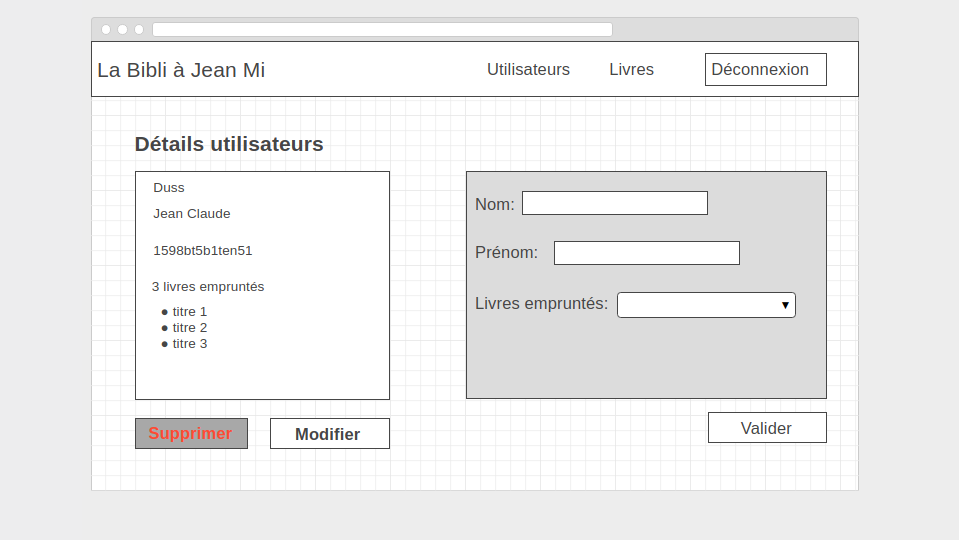 La Bibli à Jean Mi
Utilisateurs
Livres
Déconnexion
Détails utilisateurs
Duss
Jean Claude
1598bt5b1ten51
3 livres empruntés
● titre 1
● titre 2
● titre 3
Supprimer
Modifier
Nom:
Prénom:
Livres empruntés:
Valider